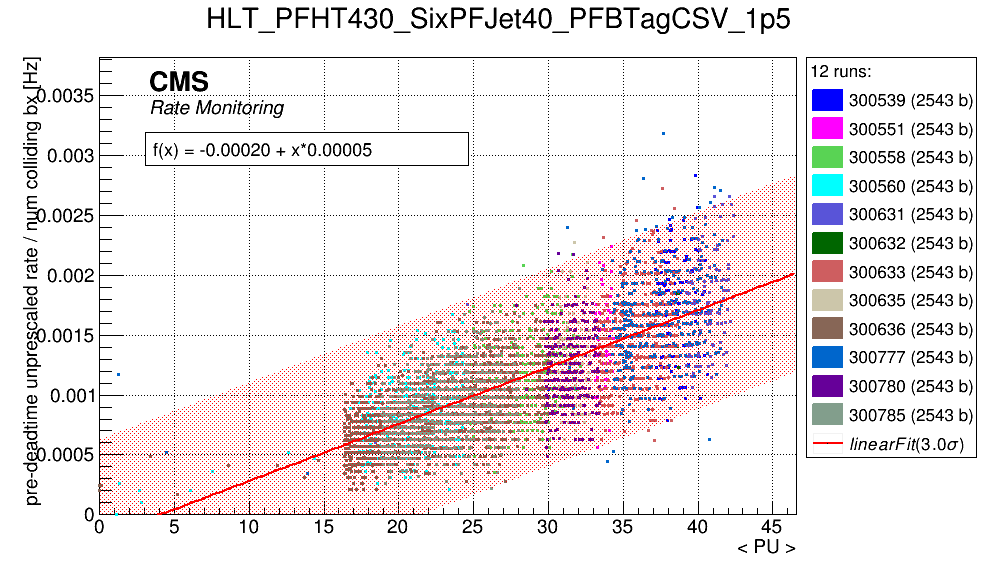 HLT_PFHT430_SixPFJet40_PFBTagCSV_1p5
pre-deadtime unprescaled rate / num colliding bx [Hz]
CMS
Rate Monitoring
f(x) = -0.00020 + x*0.00005
0.0035
0.003
0.0025
0.002
0.0015
0.001
0.0005
0
0 5 10 15 20 25 30 35 40 45
< PU >
12 runs:
300539 (2543 b)
300551 (2543 b)
300558 (2543 b)
300560 (2543 b)
300631 (2543 b)
300632 (2543 b)
300633 (2543 b)
300635 (2543 b)
300636 (2543 b)
300777 (2543 b)
300780 (2543 b)
300785 (2543 b)
linearFit(3.0σ)